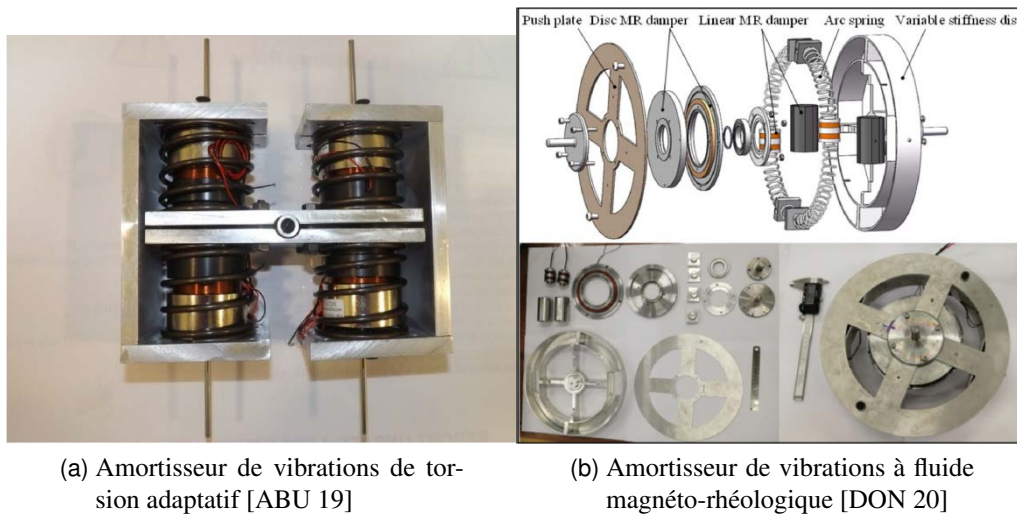 Push plate Disc MR damper Linear MR damper Arc spring Variable stiffness dis
(a) Amortisseur de vibrations de tor-
sion adaptatif [ABU 19]
(b) Amortisseur de vibrations à fluide
magnéto-rhéologique [DON 20]